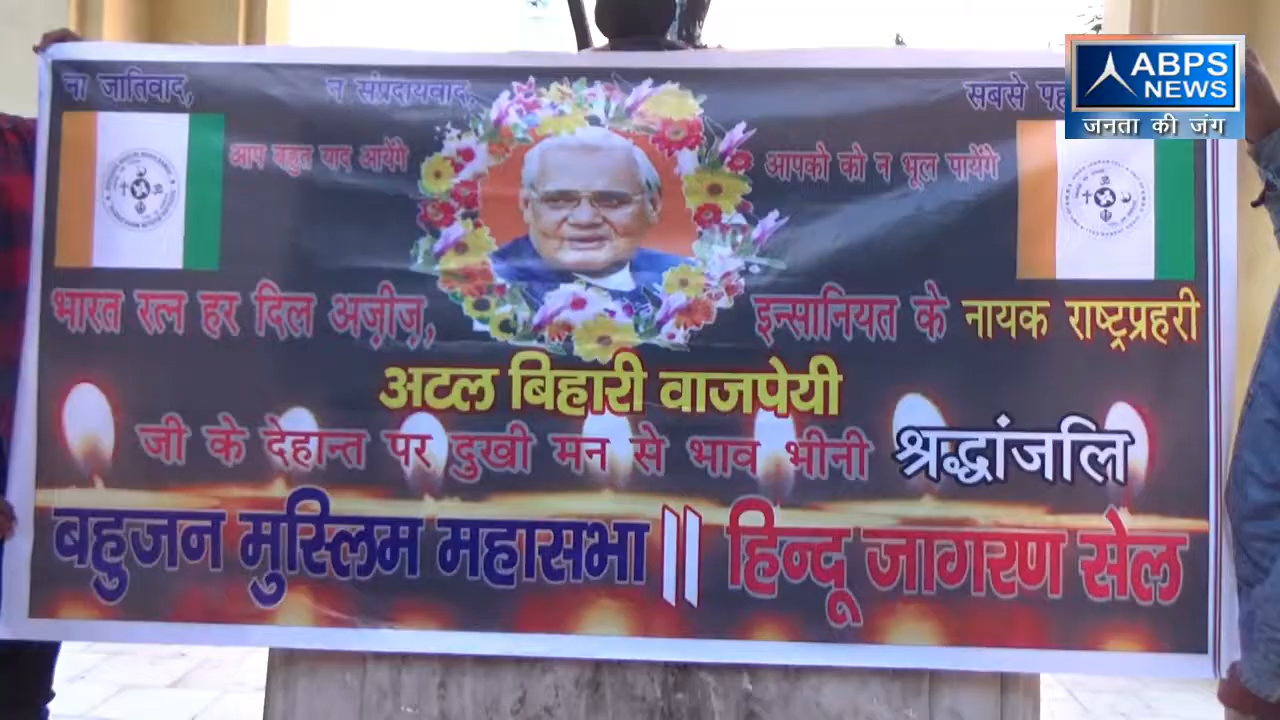 ना जातिवाद, न संप्रदायवाद, सबसे
ABPS
NEWS
जनता की जंग
आप बहुत याद आयेंगे आपको को न भूल पायेंगे
भारत रत्न हर दिल अज़ीज़, इन्सानियत के नायक राष्ट्रप्रहरी
अटल बिहारी वाजपेयी
जी के देहान्त पर दुखी मन से भाव भीनी श्रद्धांजलि
बहुजन मुस्लिम महासभा || हिन्दू जागरण सेल